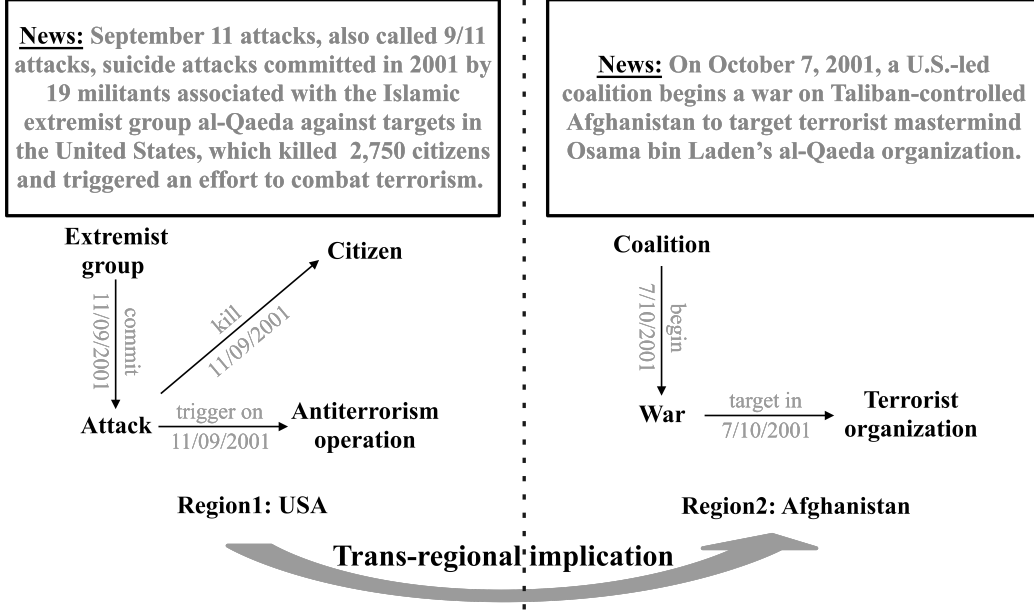 News: September 11 attacks, also called 9/11
attacks, suicide attacks committed in 2001 by
19 militants associated with the Islamic
extremist group al-Qaeda against targets in
the United States, which killed 2,750 citizens
and triggered an effort to combat terrorism.
News: On October 7, 2001, a U.S.-led
coalition begins a war on Taliban-controlled
Afghanistan to target terrorist mastermind
Osama bin Laden’s al-Qaeda organization.
Extremist
group
Citizen
commit
11/09/2001
kill
11/09/2001
Attack
trigger on
11/09/2001
Antiterrorism
operation
Region1: USA
Coalition
begin
7/10/2001
War
target in
7/10/2001
Terrorist
organization
Region2: Afghanistan
Trans-regional implication